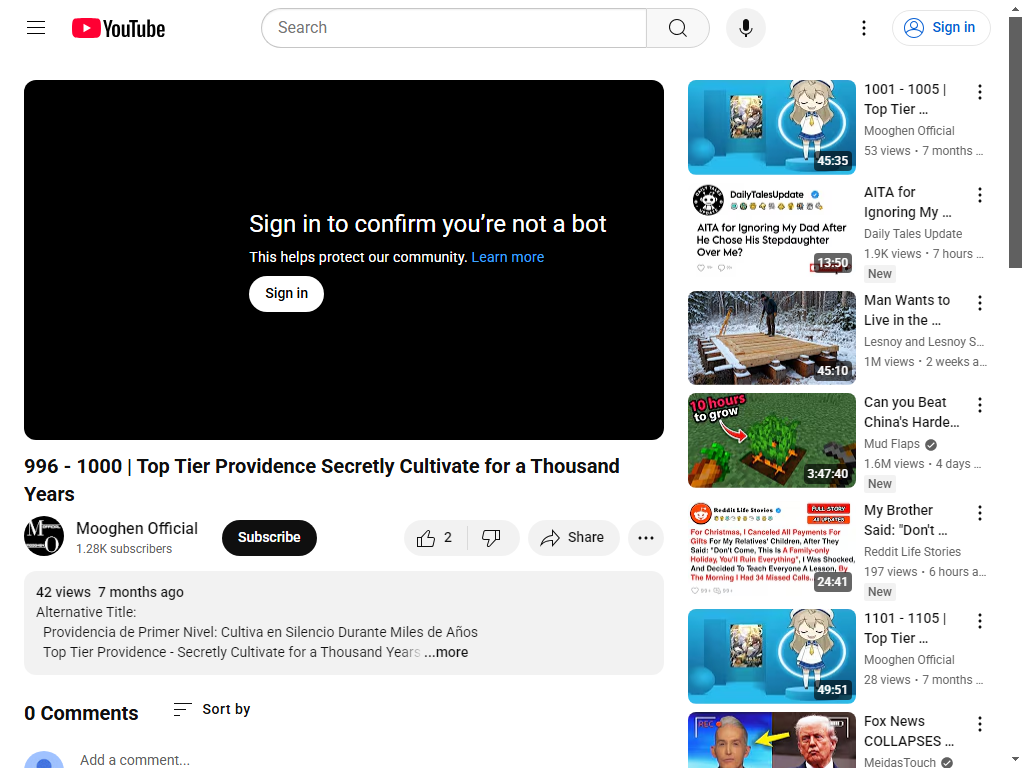 YouTube
Search
Sign in
Sign in to confirm you’re not a bot
This helps protect our community. Learn more
Sign in
996 - 1000 | Top Tier Providence Secretly Cultivate for a Thousand
Years
Mooghen Official
1.28K subscribers
Subscribe
2
Share
42 views 7 months ago
Alternative Title:
Providencia de Primer Nivel: Cultiva en Silencio Durante Miles de Años
Top Tier Providence - Secretly Cultivate for a Thousand Years ...more
0 Comments
Sort by
Add a comment...
45:35
1001 - 1005 |
Top Tier ...
Mooghen Official
53 views • 7 months ...
DailyTalesUpdate
AITA for Ignoring My Dad After
He Chose His Stepdaughter
Over Me?
13:50
AITA for
Ignoring My ...
Daily Tales Update
1.9K views • 7 hours ...
New
45:10
Man Wants to
Live in the ...
Lesnoy and Lesnoy S...
1M views • 2 weeks a...
10 hours
to grow
3:47:40
Can you Beat
China's Harde...
Mud Flaps
1.6M views • 4 days ...
New
Reddit Life Stories
FULL STORY
All UPDATES
For Christmas, I Canceled All Payments For
Gifts For My Relatives' Children, After They
Said: "Don't Come, This Is A Family-only
Holiday, You'll Ruin Everything", I Was Shocked,
And Decided To Teach Everyone A Lesson, By
The Morning I Had 34 Missed Calls...
24:41
My Brother
Said: "Don't ...
Reddit Life Stories
197 views • 6 hours a...
New
49:51
1101 - 1105 |
Top Tier ...
Mooghen Official
28 views • 7 months ...
REC
Fox News
COLLAPSES ...
MeidasTouch